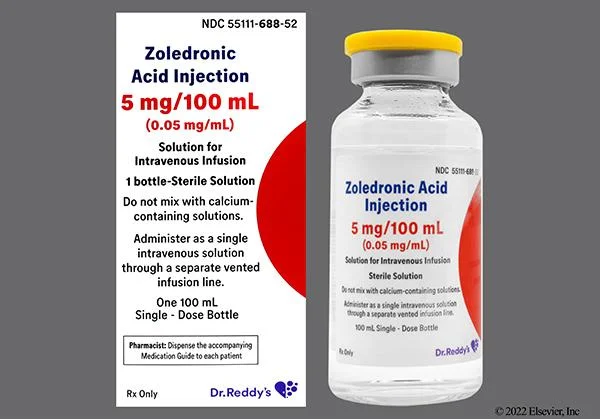 NDC 55111-688-52
Zoledronic
Acid Injection
5 mg/100 mL
(0.05 mg/mL)
Solution for
Intravenous Infusion
1 bottle-Sterile Solution
Do not mix with calcium-
containing solutions.
Administer as a single
intravenous solution
through a separate vented
infusion line.
One 100 mL
Single - Dose Bottle
Pharmacist: Dispense the accompanying
Medication Guide to each patient
Rx Only
Dr.Reddy's
NDC 55111-688-52
Zoledronic Acid
Injection
5 mg/100 mL
(0.05 mg/mL)
Solution for Intravenous Infusion
Sterile Solution
Do not mix with calcium-containing solutions.
Administer as a single intravenous solution
through a separate vented infusion line.
100 mL Single - Dose Bottle
Rx Only
Dr.Reddy's
© 2022 Elsevier, Inc